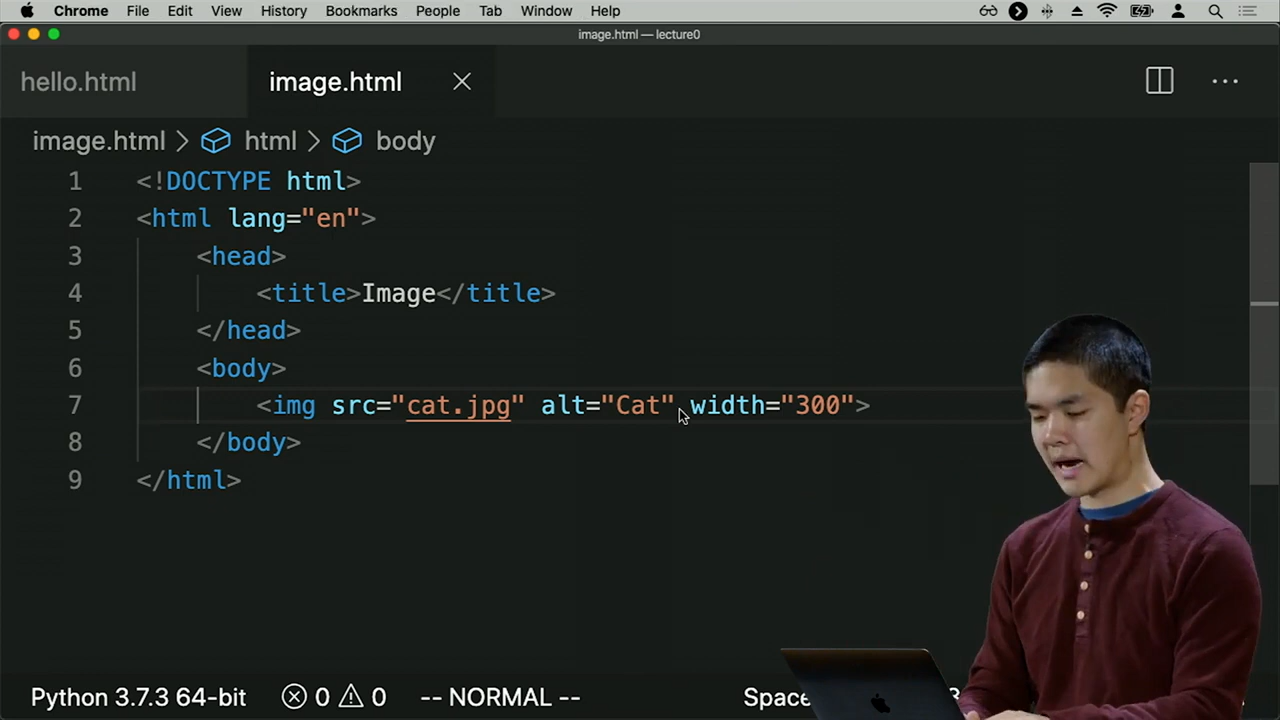 Chrome File Edit View History Bookmarks People Tab Window Help
image.html — lecture0
hello.html image.html
image.html html body
1 <!DOCTYPE html>
2 <html lang="en">
3 <head>
4 <title>Image</title>
5 </head>
6 <body>
7 <img src="cat.jpg" alt="Cat" width="300">
8 </body>
9 </html>
Python 3.7.3 64-bit 0 0 -- NORMAL --